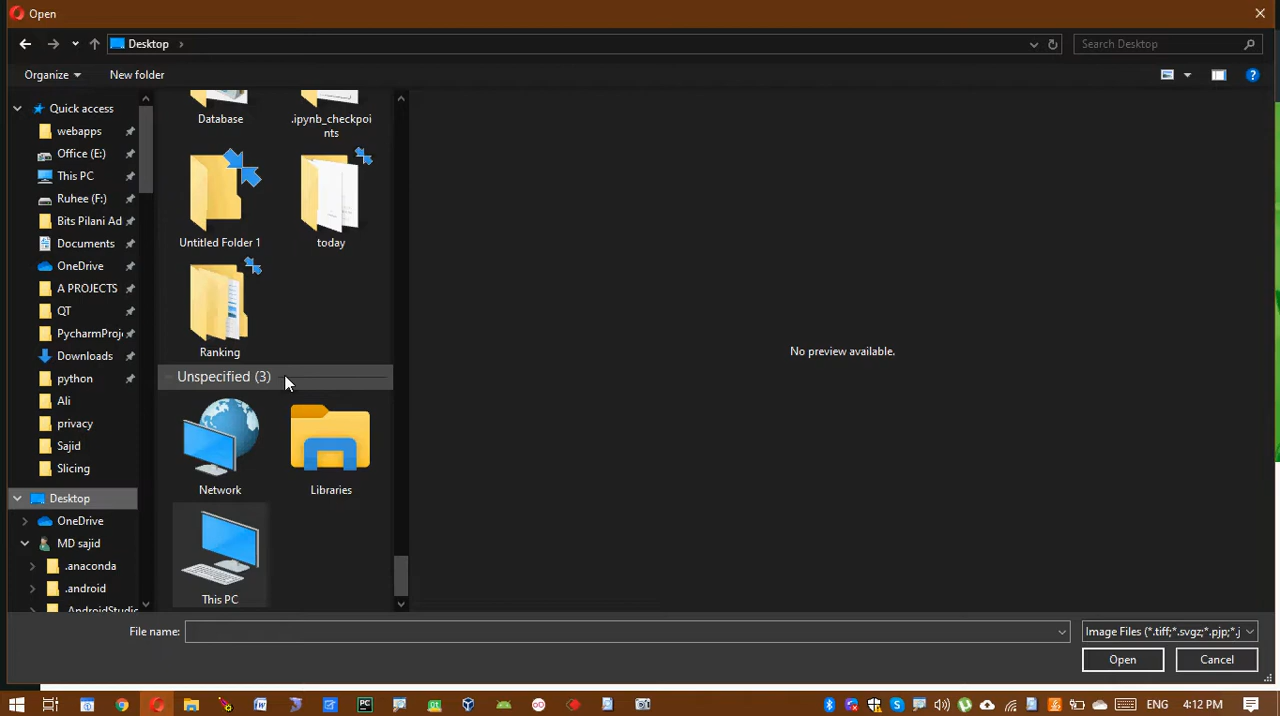 Open
Desktop
Search Desktop
Organize
New folder
Quick access
webapps
Office (E:)
This PC
Ruhee (F:)
Bits Pilani Ad
Documents
OneDrive
A PROJECTS
QT
PycharmProj
Downloads
python
Ali
privacy
Sajid
Slicing
Desktop
OneDrive
MD sajid
.anaconda
.android
.AndroidStudio
Database
.ipynb_checkpoi
nts
Untitled Folder 1
today
Ranking
Unspecified (3)
Network
Libraries
This PC
No preview available.
File name:
Image Files (*.tiff;*.svgz;*.pjp;*.j
Open
Cancel
ENG
4:12 PM